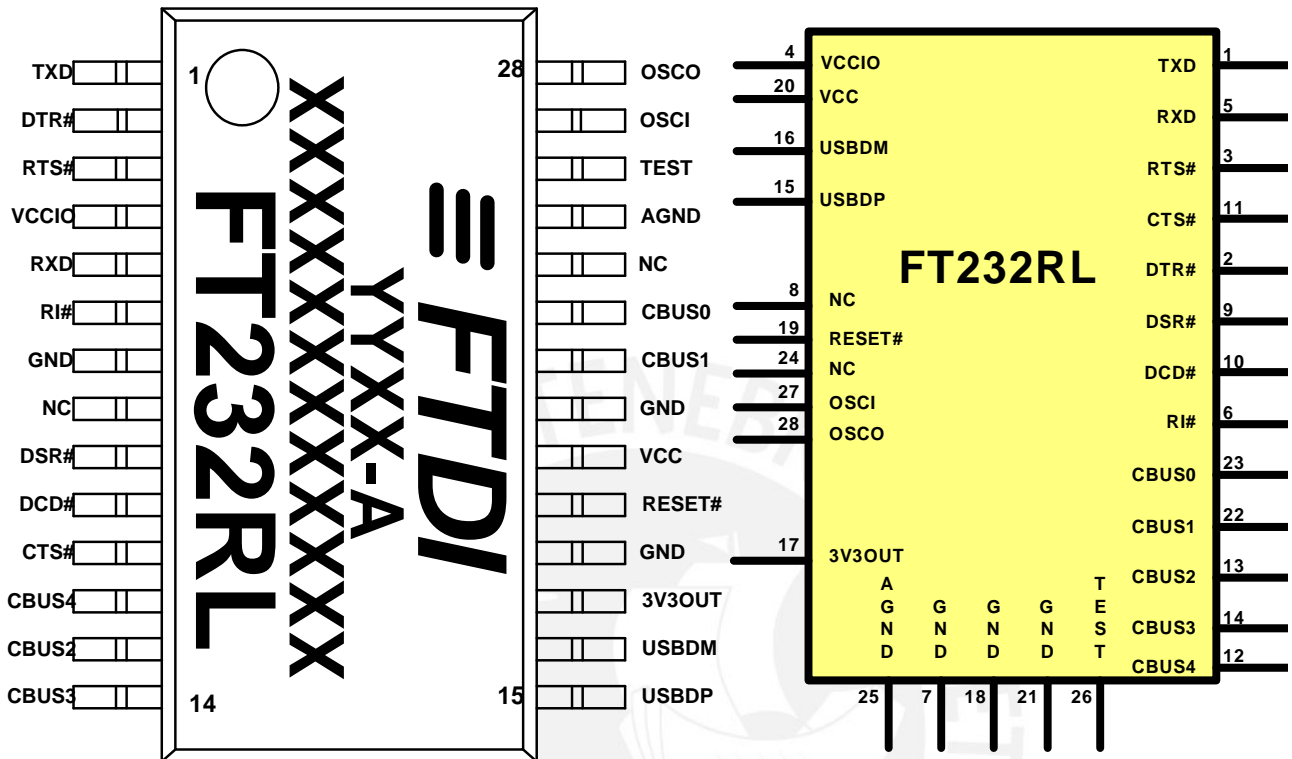 TXD
DTR#
RTS#
VCCIO
RXD
RI#
GND
NC
DSR#
DCD#
CTS#
CBUS4
CBUS2
CBUS3
1
28
14
15
FT232RL
XXXXXXXXXXXX
YYXX-A
FTDI
OSCO
OSCI
TEST
AGND
NC
CBUS0
CBUS1
GND
VCC
RESET#
GND
3V3OUT
USBDM
USBDP
4 VCCIO
20 VCC
16 USBDM
15 USBDP
8 NC
19 RESET#
24 NC
27 OSCI
28 OSCO
17 3V3OUT
FT232RL
TXD 1
RXD 5
RTS# 3
CTS# 11
DTR# 2
DSR# 9
DCD# 10
RI# 6
CBUS0 23
CBUS1 22
CBUS2 13
CBUS3 14
CBUS4 12
AGND
GND
GND
GND
TEST
25 7 18 21 26